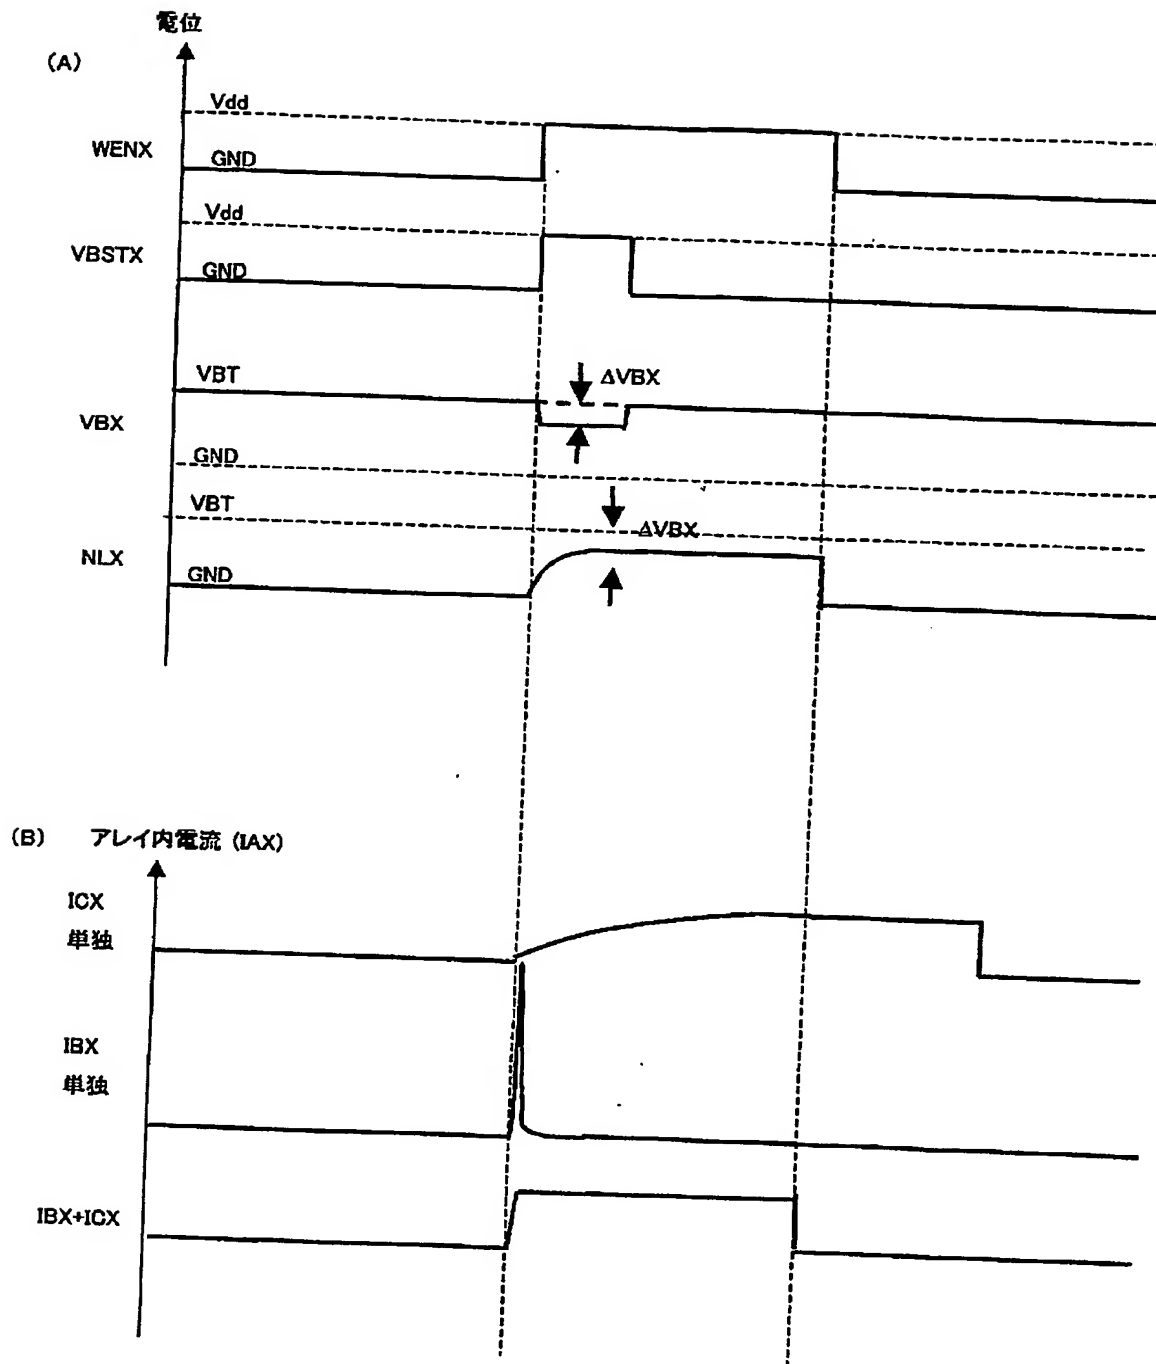 電位
(A)
Vdd
WENX
GND
Vdd
VBSTX
GND
VBT
ΔVBX
VBX
GND
VBT
ΔVBX
NLX
GND
(B) アレイ内電流 (IAX)
ICX
単独
IBX
単独
IBX+ICX